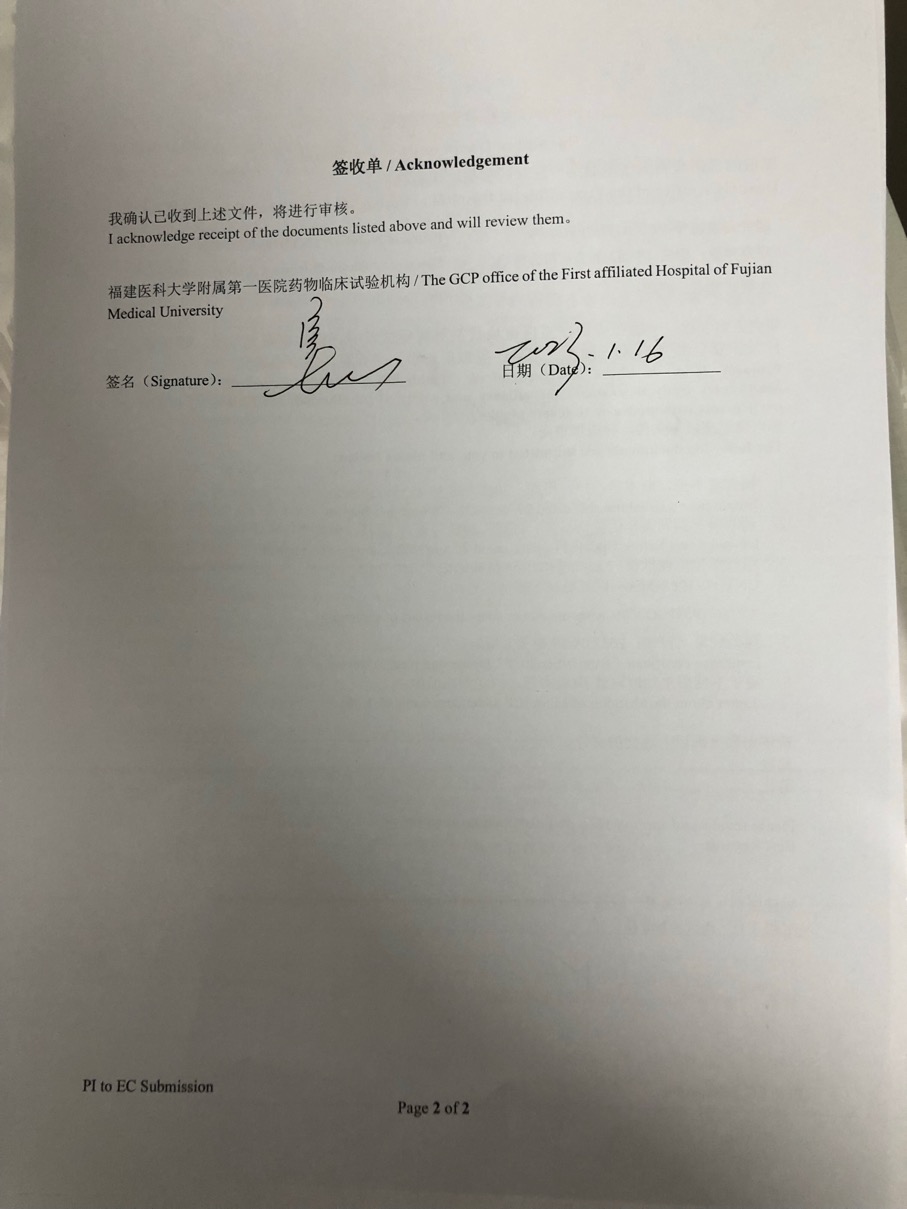 签收单 / Acknowledgement
我确认已收到上述文件，将进行审核。
I acknowledge receipt of the documents listed above and will review them。
福建医科大学附属第一医院药物临床试验机构 / The GCP office of the First affiliated Hospital of Fujian
Medical University
签名（Signature）：
2023.1.16
日期（Date）：
PI to EC Submission
Page 2 of 2